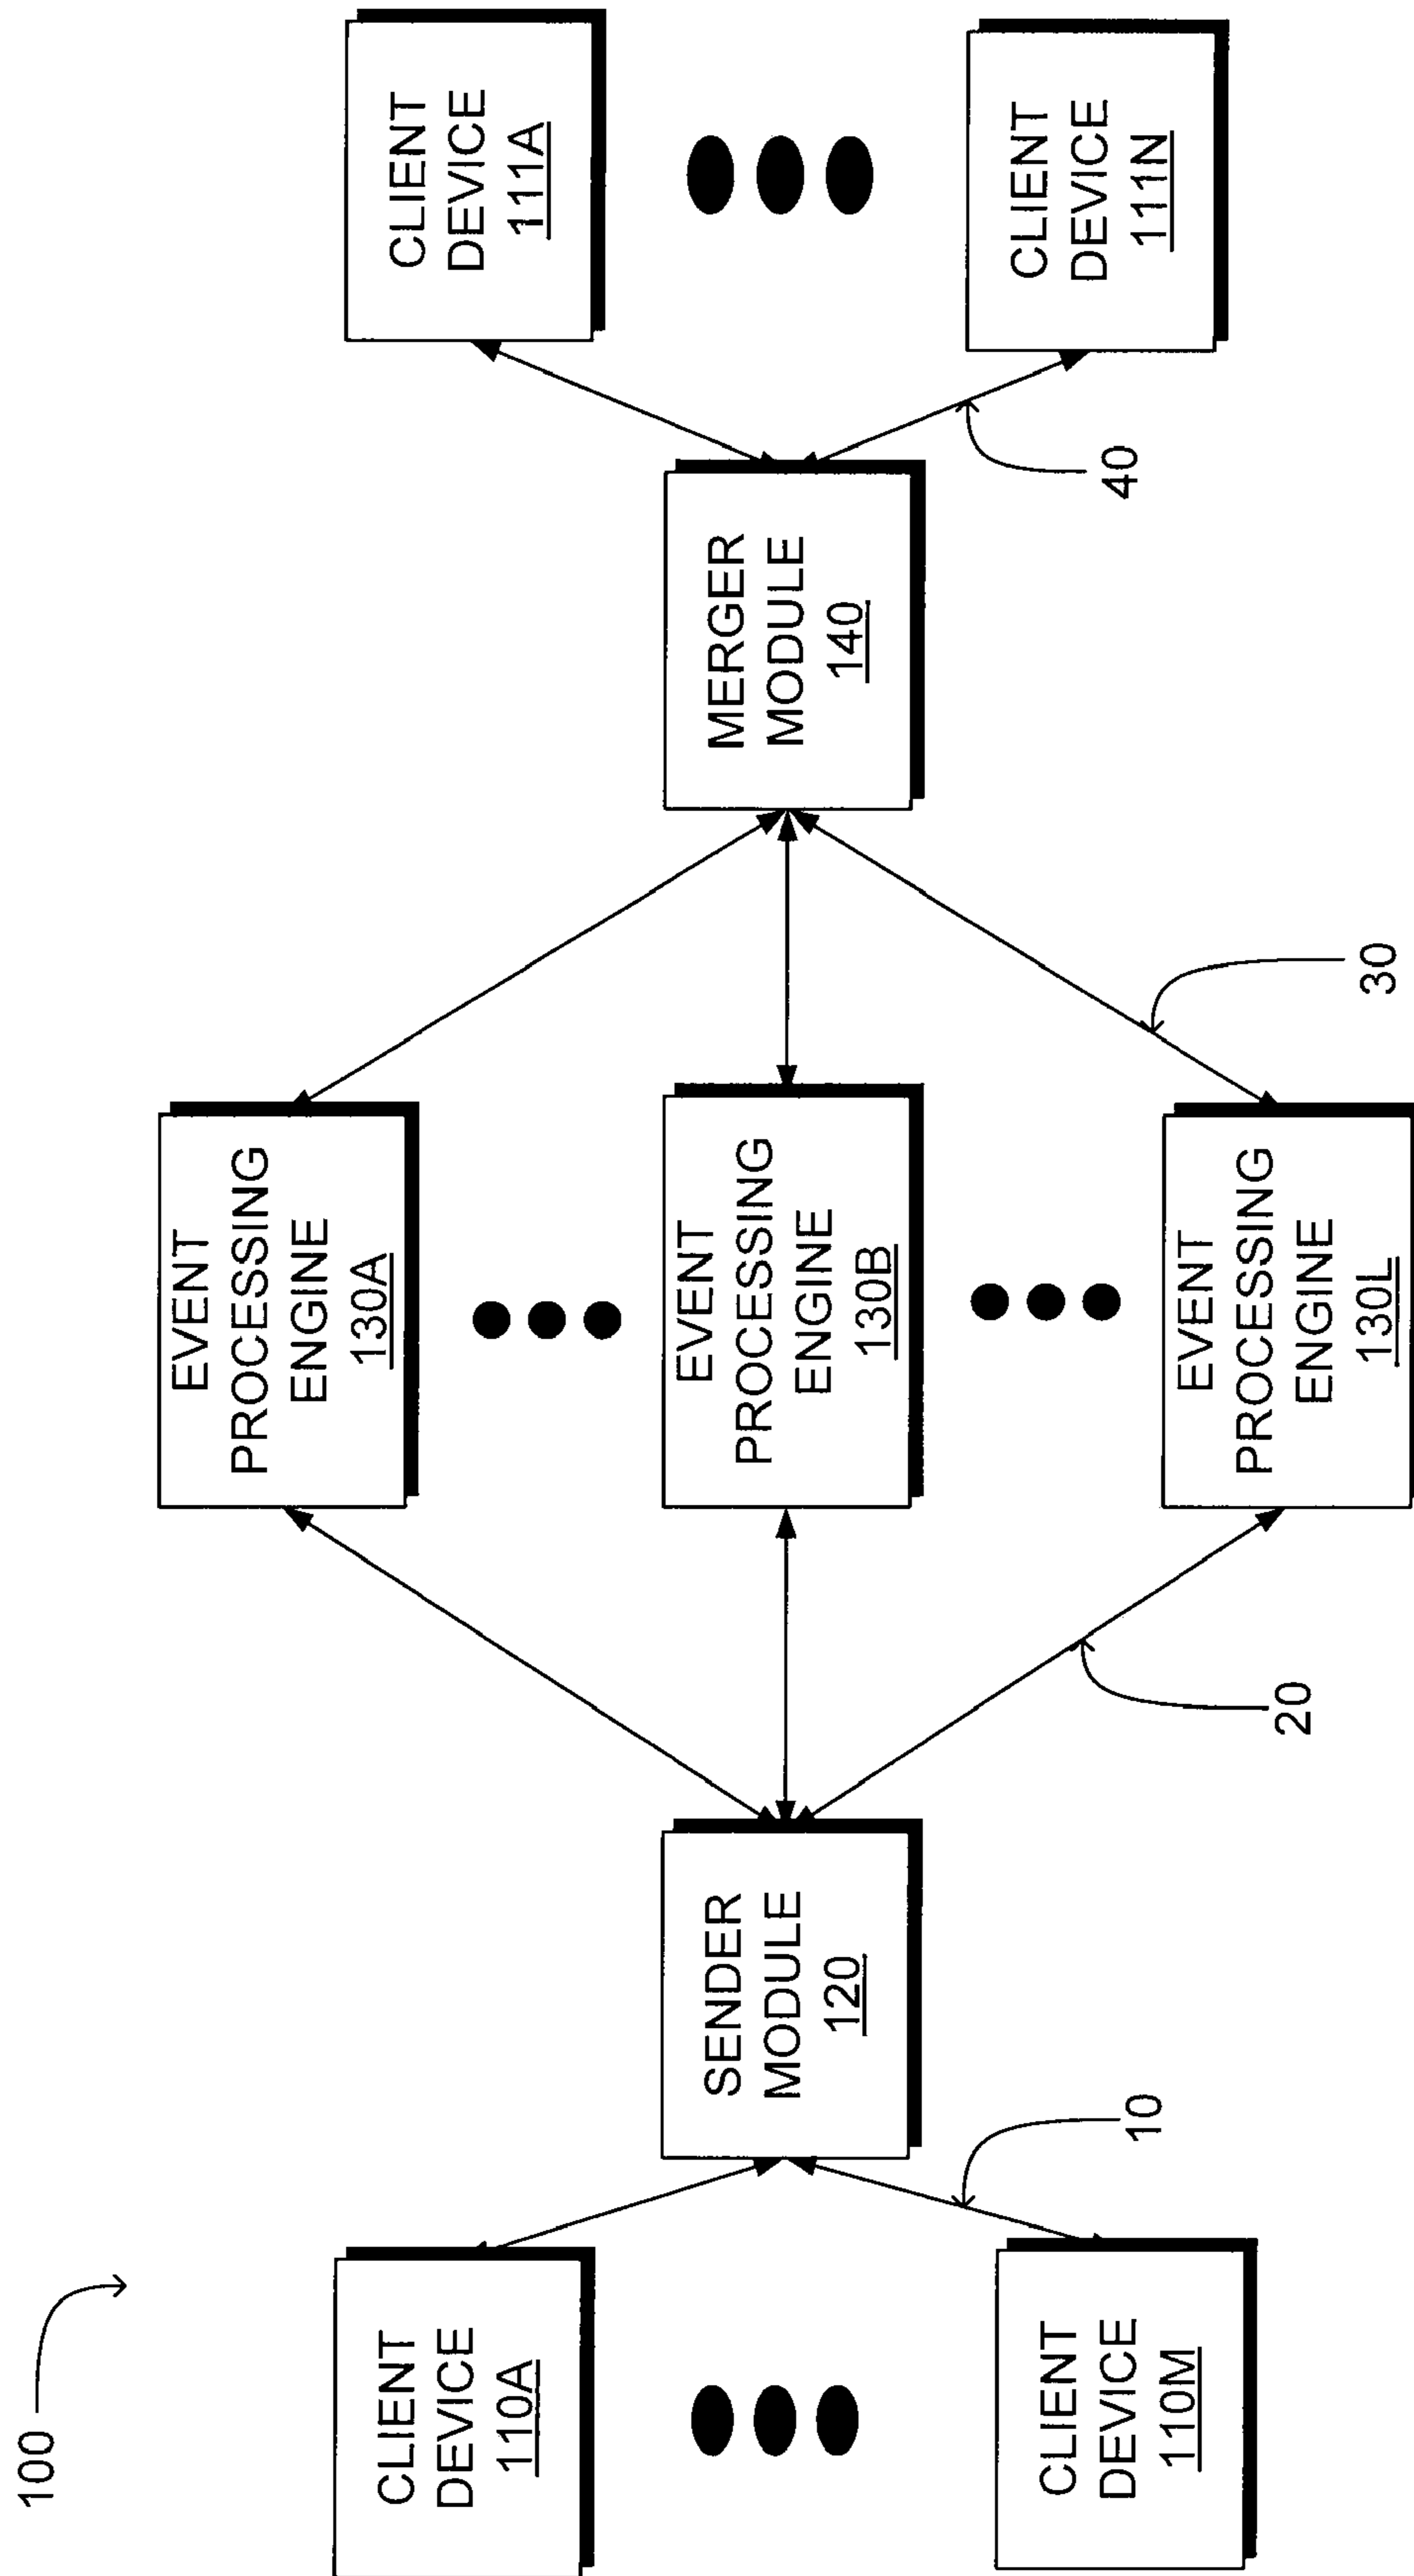 100
CLIENT
DEVICE
110A
CLIENT
DEVICE
110M
10
SENDER
MODULE
120
20
EVENT
PROCESSING
ENGINE
130A
EVENT
PROCESSING
ENGINE
130B
EVENT
PROCESSING
ENGINE
130L
30
MERGER
MODULE
140
40
CLIENT
DEVICE
111A
CLIENT
DEVICE
111N